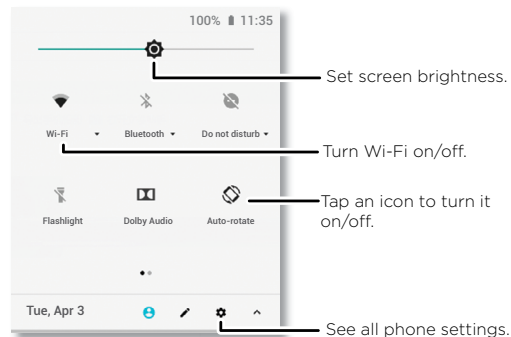 100% 11:35
Set screen brightness.
Wi-Fi Bluetooth Do not disturb
Turn Wi-Fi on/off.
Tap an icon to turn it
on/off.
Flashlight Dolby Audio Auto-rotate
Tue, Apr 3
See all phone settings.